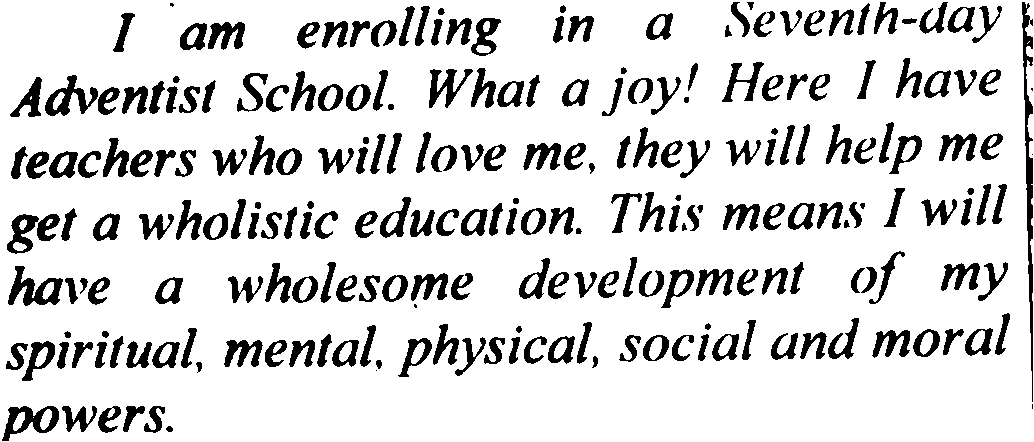 I am enrolling in a Seventh-day
Adventist School. What a joy! Here I have
teachers who will love me, they will help me
get a wholistic education. This means I will
have a wholesome development of my
spiritual, mental, physical, social and moral
powers.